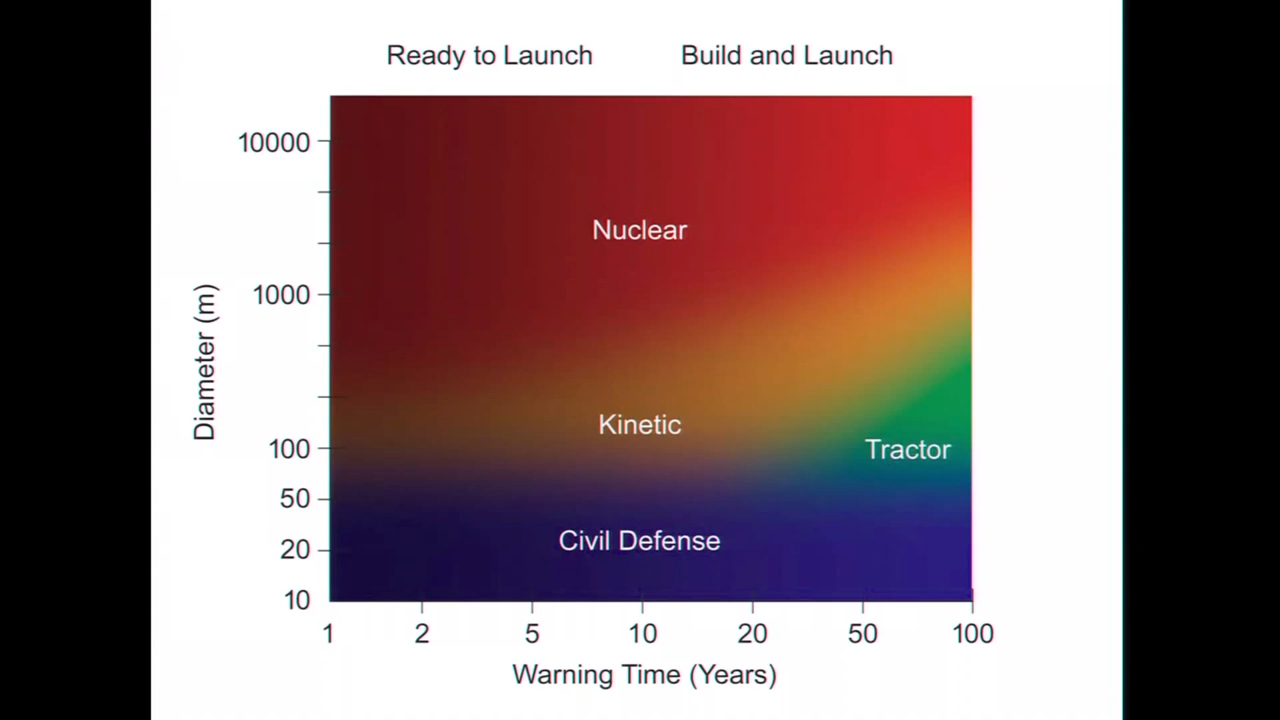 Ready to Launch
Build and Launch
10000
1000
100
50
20
10
Diameter (m)
Nuclear
Kinetic
Tractor
Civil Defense
1 2 5 10 20 50 100
Warning Time (Years)